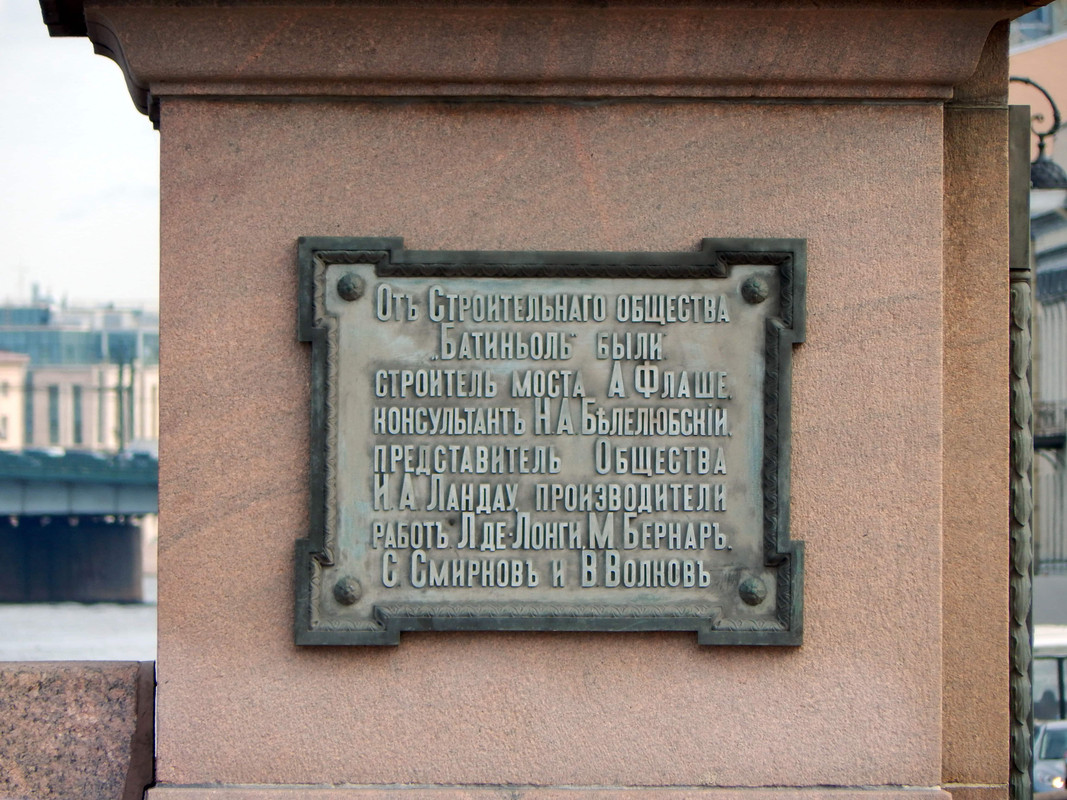 Отъ Строительнаго общества
„Батиньоль“ были
строитель моста А Флаше,
консультантъ Н.А.Бѣлелюбскій,
представитель Общества
И.А.Ландау, производители
работъ Л де-Лонги, М Бернаръ,
С. Смирновъ и В Волковъ